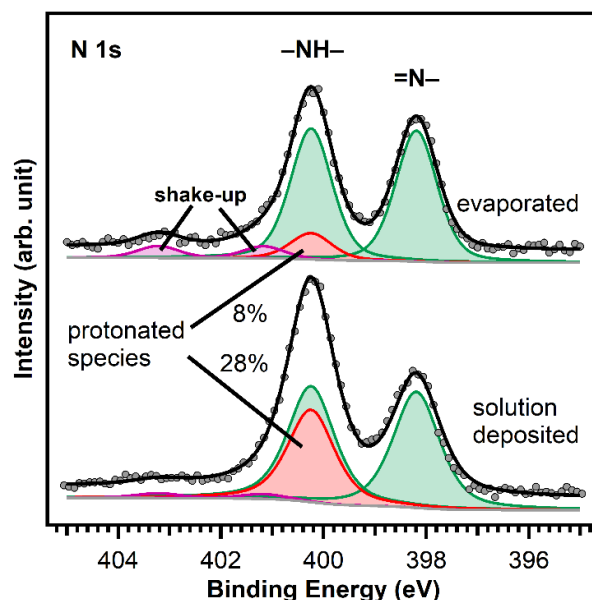 N 1s
–NH–
=N–
shake-up
evaporated
8%
protonated
species
28%
solution
deposited
Intensity (arb. unit)
404
402
400
398
396
Binding Energy (eV)